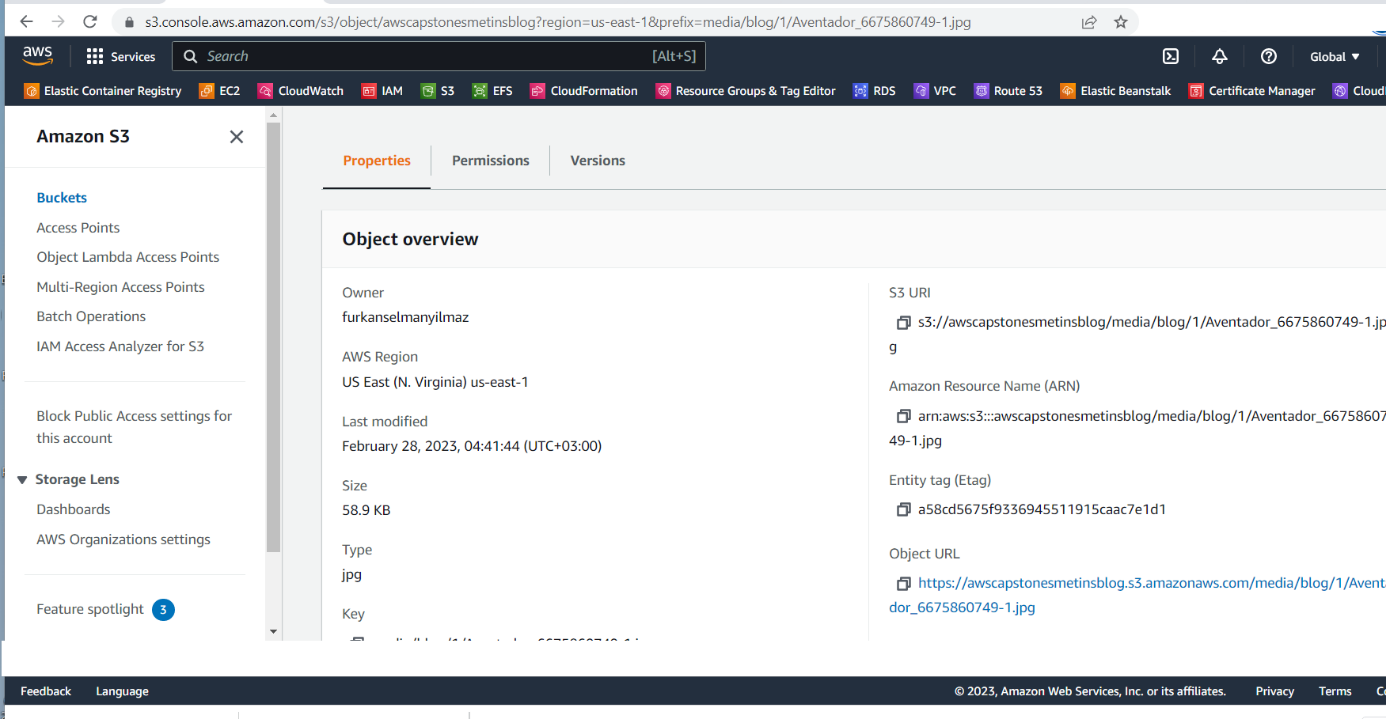 s3.console.aws.amazon.com/s3/object/awscapstonesmetinsblog?region=us-east-1&prefix=media/blog/1/Aventador_6675860749-1.jpg
aws Services Search [Alt+S] Global
Elastic Container Registry EC2 CloudWatch IAM S3 EFS CloudFormation Resource Groups & Tag Editor RDS VPC Route 53 Elastic Beanstalk Certificate Manager
Amazon S3
Buckets
Access Points
Object Lambda Access Points
Multi-Region Access Points
Batch Operations
IAM Access Analyzer for S3
Block Public Access settings for
this account
Storage Lens
Dashboards
AWS Organizations settings
Feature spotlight 3
Properties Permissions Versions
Object overview
Owner
furkanselmanyilmaz
AWS Region
US East (N. Virginia) us-east-1
Last modified
February 28, 2023, 04:41:44 (UTC+03:00)
Size
58.9 KB
Type
jpg
Key
S3 URI
s3://awscapstonesmetinsblog/media/blog/1/Aventador_6675860749-1.jp
g
Amazon Resource Name (ARN)
arn:aws:s3:::awscapstonesmetinsblog/media/blog/1/Aventador_66758607
49-1.jpg
Entity tag (Etag)
a58cd5675f9336945511915caac7e1d1
Object URL
https://awscapstonesmetinsblog.s3.amazonaws.com/media/blog/1/Aventa
dor_6675860749-1.jpg
Feedback Language © 2023, Amazon Web Services, Inc. or its affiliates. Privacy Terms